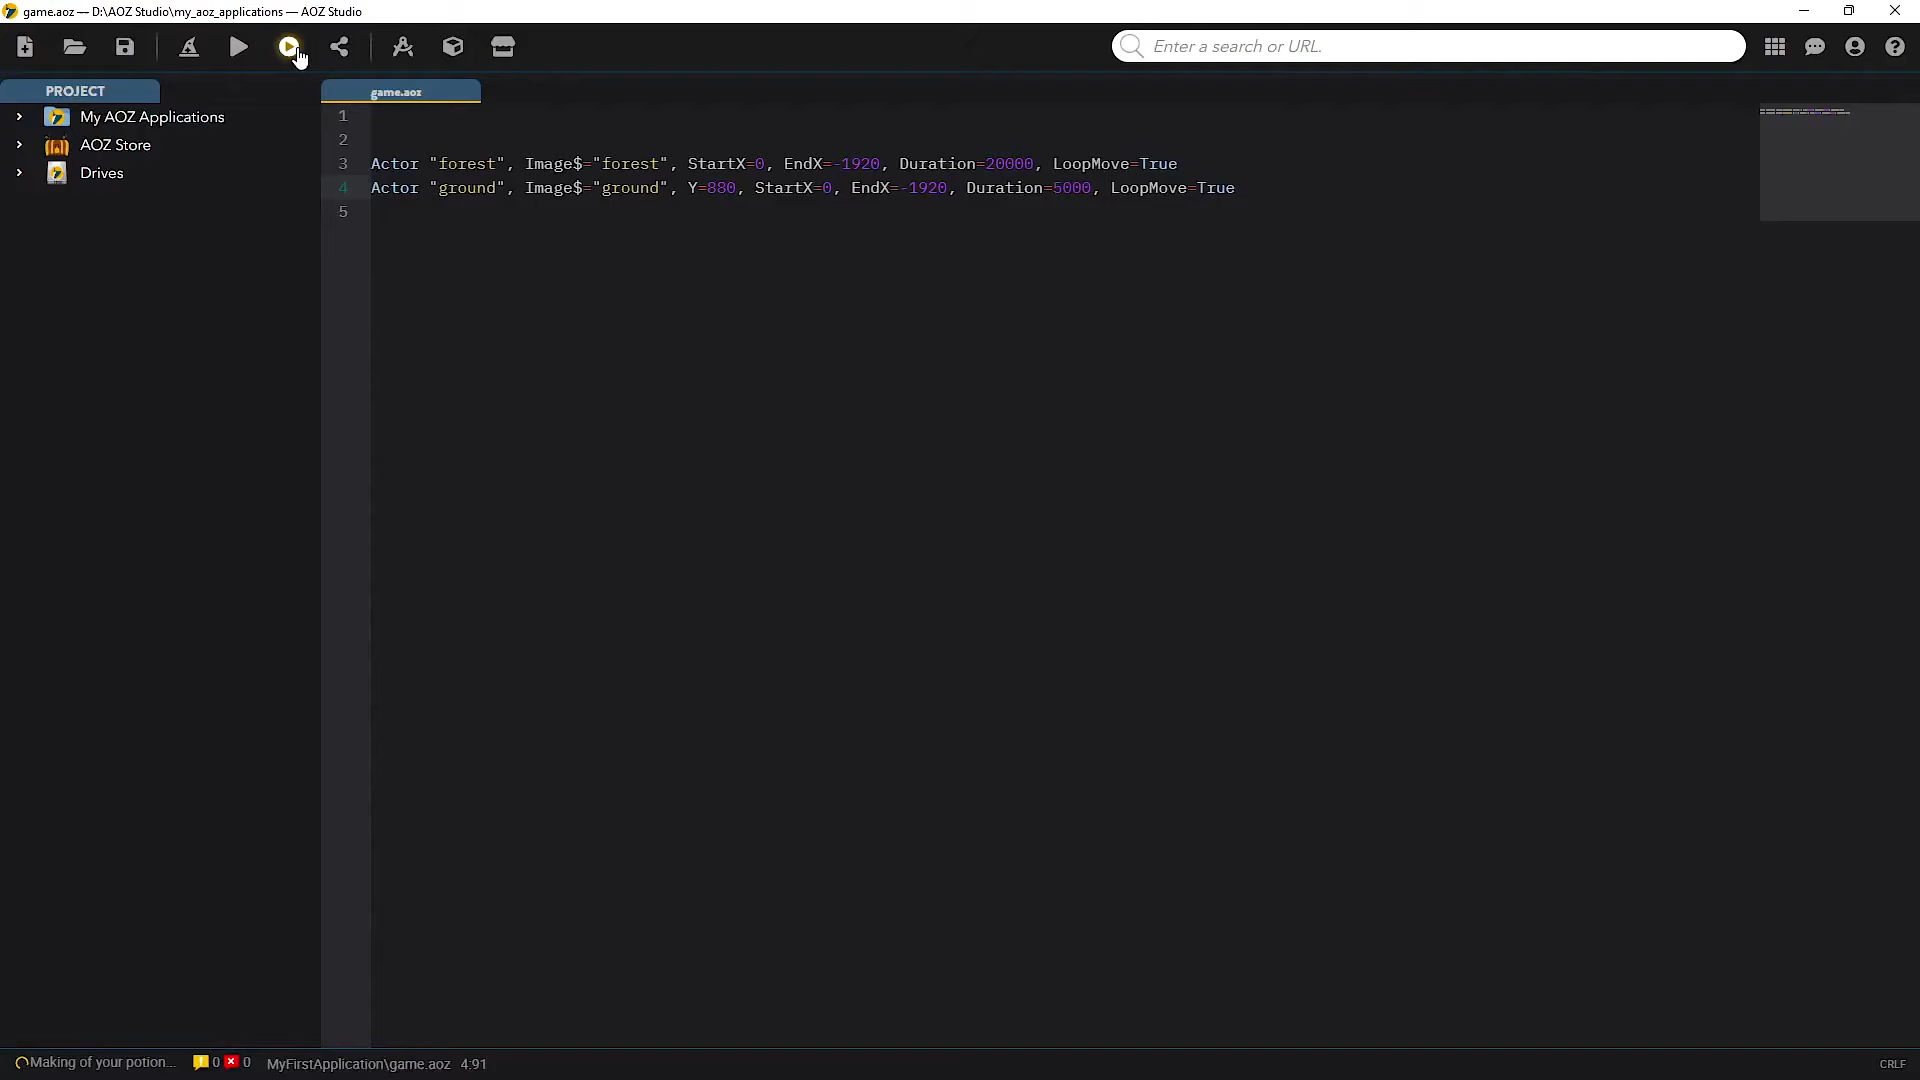 game.aoz — D:\AOZ Studio\my_aoz_applications — AOZ Studio
Enter a search or URL.
PROJECT
My AOZ Applications
AOZ Store
Drives
game.aoz
1
2
3 Actor "forest", Image$="forest", StartX=0, EndX=-1920, Duration=20000, LoopMove=True
4 Actor "ground", Image$="ground", Y=880, StartX=0, EndX=-1920, Duration=5000, LoopMove=True
5
Making of your potion... 0 0 MyFirstApplication\game.aoz 4:91
CRLF